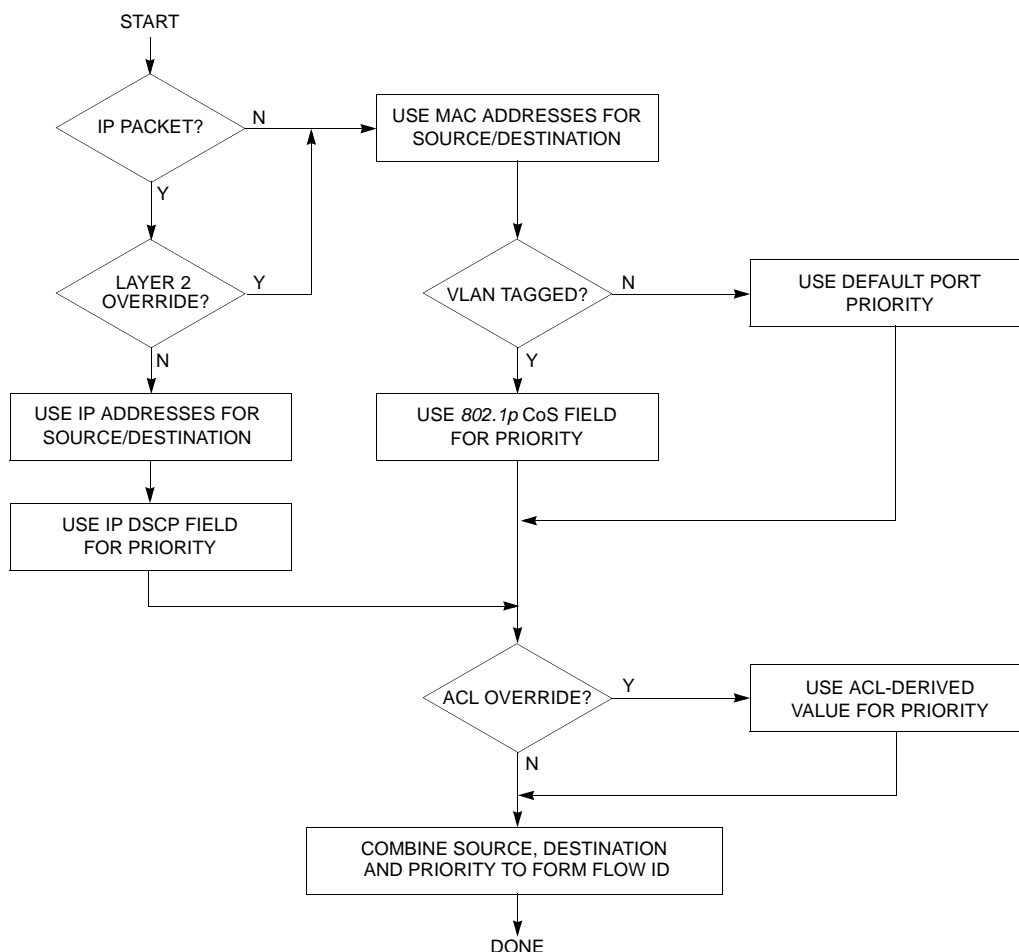 START
IP PACKET?
N
Y
USE MAC ADDRESSES FOR
SOURCE/DESTINATION
LAYER 2
OVERRIDE?
Y
N
VLAN TAGGED?
N
Y
USE DEFAULT PORT
PRIORITY
USE IP ADDRESSES FOR
SOURCE/DESTINATION
USE 802.1p CoS FIELD
FOR PRIORITY
USE IP DSCP FIELD
FOR PRIORITY
ACL OVERRIDE?
Y
N
USE ACL-DERIVED
VALUE FOR PRIORITY
COMBINE SOURCE, DESTINATION
AND PRIORITY TO FORM FLOW ID
DONE